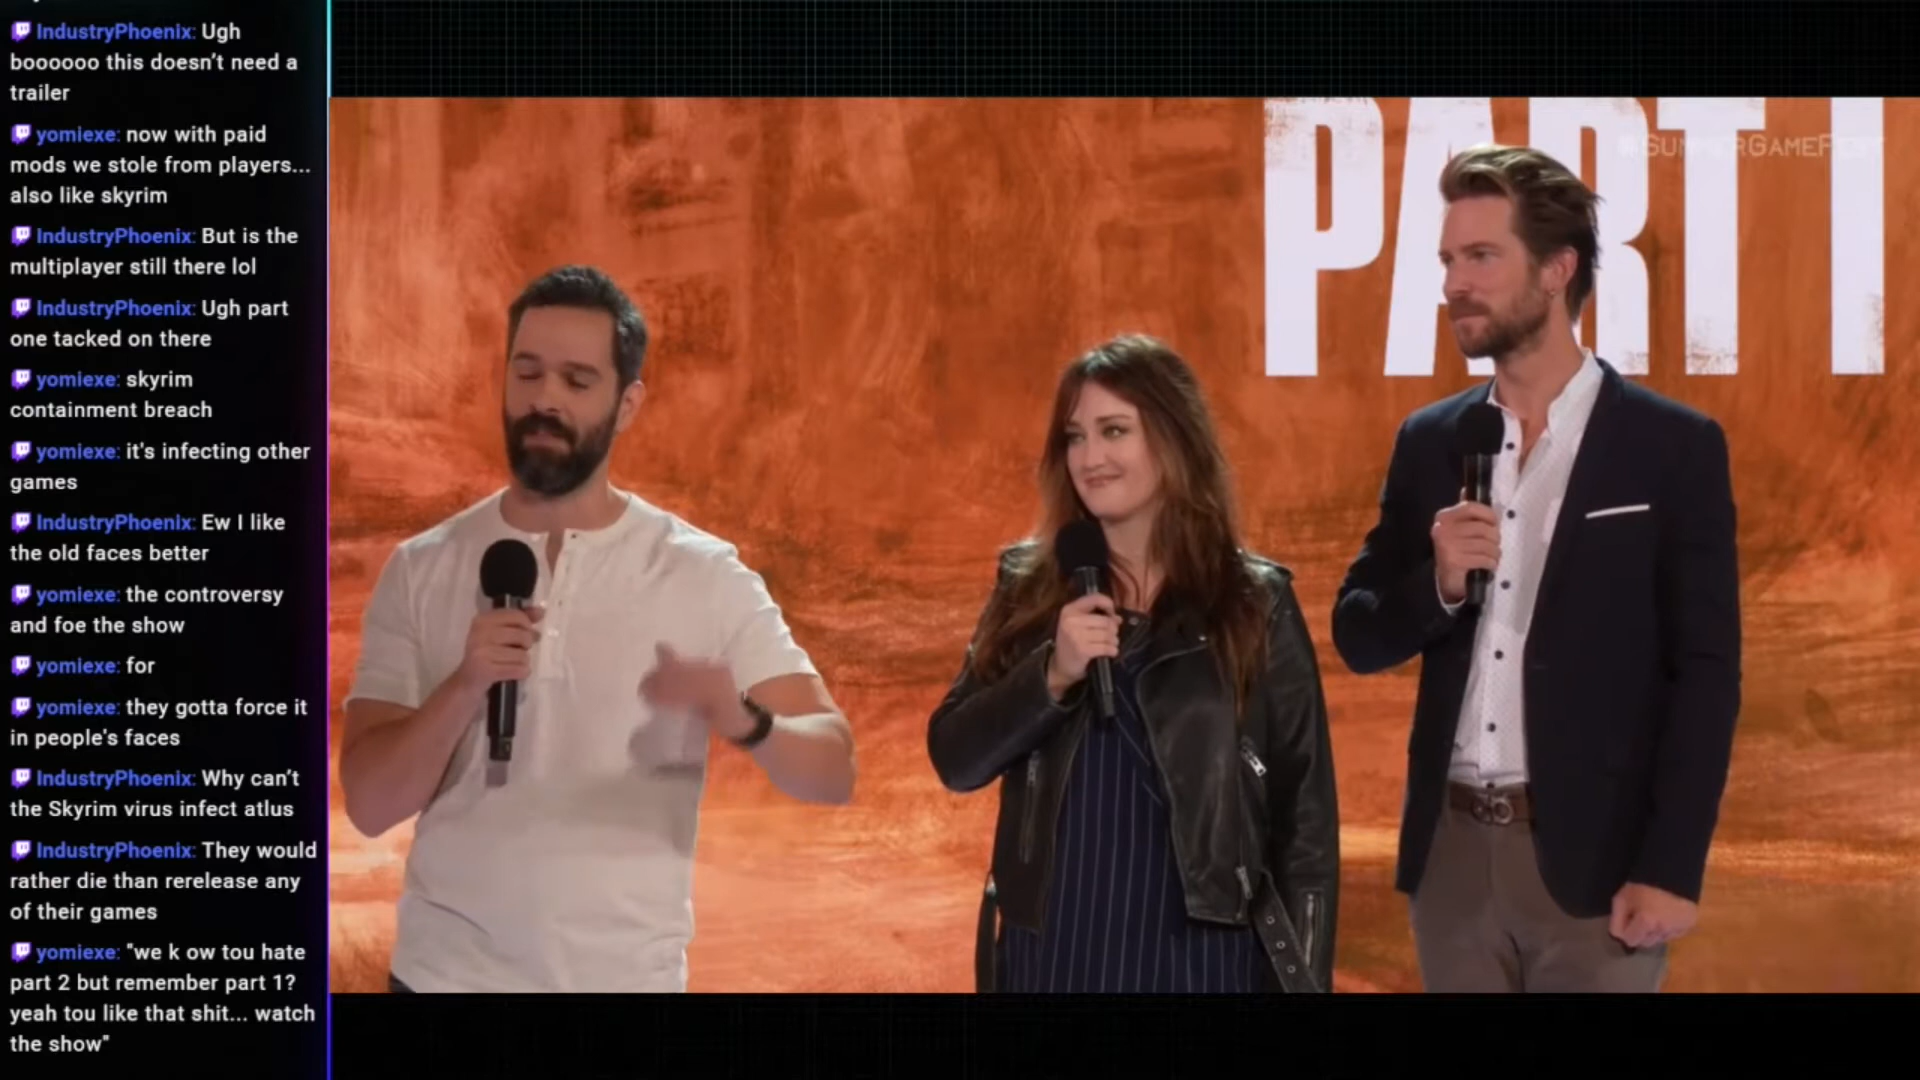 IndustryPhoenix: Ugh
boooooo this doesn't need a
trailer
yomiexe: now with paid
mods we stole from players...
also like skyrim
IndustryPhoenix: But is the
multiplayer still there lol
IndustryPhoenix: Ugh part
one tacked on there
yomiexe: skyrim
containment breach
yomiexe: it's infecting other
games
IndustryPhoenix: Ew I like
the old faces better
yomiexe: the controversy
and foe the show
yomiexe: for
yomiexe: they gotta force it
in people's faces
IndustryPhoenix: Why can't
the Skyrim virus infect atlus
IndustryPhoenix: They would
rather die than rerelease any
of their games
yomiexe: "we k ow tou hate
part 2 but remember part 1?
yeah tou like that shit... watch
the show"
PART I
#SUMMERGAMEFEST